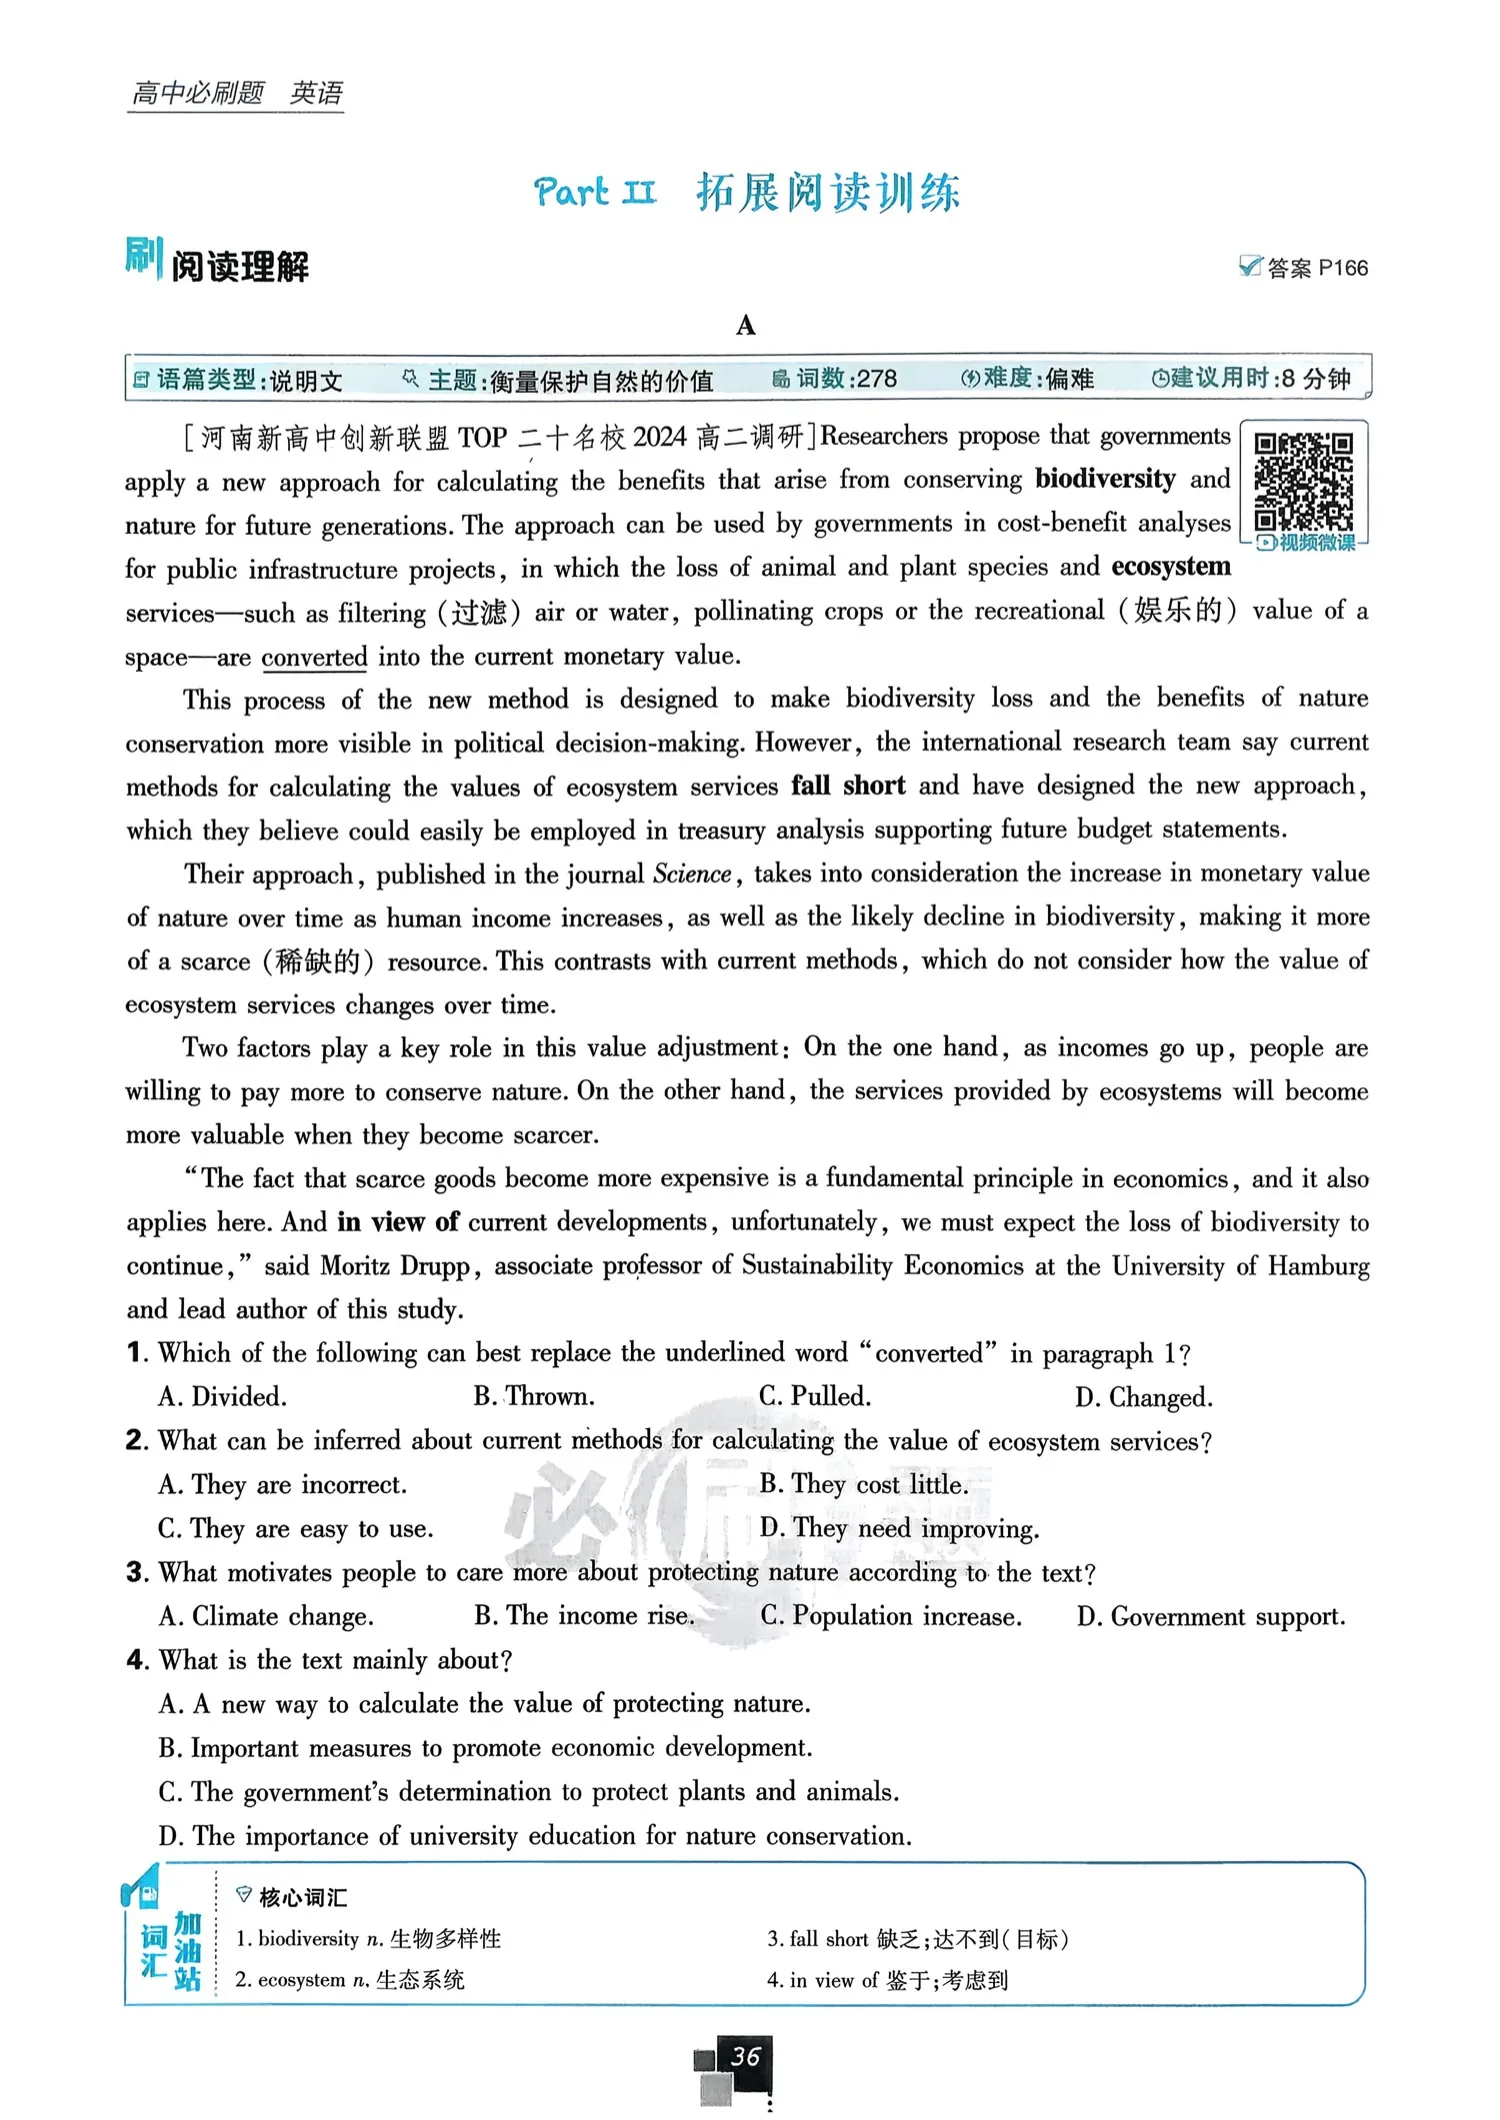 高中必刷题 英语
Part II 拓展阅读训练
刷 阅读理解
答案 P166
A
语篇类型:说明文 主题:衡量保护自然的价值 词数:278 难度:偏难 建议用时:8 分钟
[河南新高中创新联盟 TOP 二十名校 2024 高二调研]Researchers propose that governments
apply a new approach for calculating the benefits that arise from conserving biodiversity and
nature for future generations. The approach can be used by governments in cost-benefit analyses
视频微课
for public infrastructure projects, in which the loss of animal and plant species and ecosystem
services—such as filtering (过滤) air or water, pollinating crops or the recreational (娱乐的) value of a
space—are converted into the current monetary value.
This process of the new method is designed to make biodiversity loss and the benefits of nature
conservation more visible in political decision-making. However, the international research team say current
methods for calculating the values of ecosystem services fall short and have designed the new approach,
which they believe could easily be employed in treasury analysis supporting future budget statements.
Their approach, published in the journal Science, takes into consideration the increase in monetary value
of nature over time as human income increases, as well as the likely decline in biodiversity, making it more
of a scarce (稀缺的) resource. This contrasts with current methods, which do not consider how the value of
ecosystem services changes over time.
Two factors play a key role in this value adjustment: On the one hand, as incomes go up, people are
willing to pay more to conserve nature. On the other hand, the services provided by ecosystems will become
more valuable when they become scarcer.
“The fact that scarce goods become more expensive is a fundamental principle in economics, and it also
applies here. And in view of current developments, unfortunately, we must expect the loss of biodiversity to
continue,” said Moritz Drupp, associate professor of Sustainability Economics at the University of Hamburg
and lead author of this study.
1. Which of the following can best replace the underlined word “converted” in paragraph 1?
A. Divided. B. Thrown. C. Pulled. D. Changed.
2. What can be inferred about current methods for calculating the value of ecosystem services?
A. They are incorrect. B. They cost little.
C. They are easy to use. D. They need improving.
3. What motivates people to care more about protecting nature according to the text?
A. Climate change. B. The income rise. C. Population increase. D. Government support.
4. What is the text mainly about?
A. A new way to calculate the value of protecting nature.
B. Important measures to promote economic development.
C. The government’s determination to protect plants and animals.
D. The importance of university education for nature conservation.
词汇加油站
核心词汇
1. biodiversity n. 生物多样性 3. fall short 缺乏;达不到(目标)
2. ecosystem n. 生态系统 4. in view of 鉴于;考虑到
36
必刷题